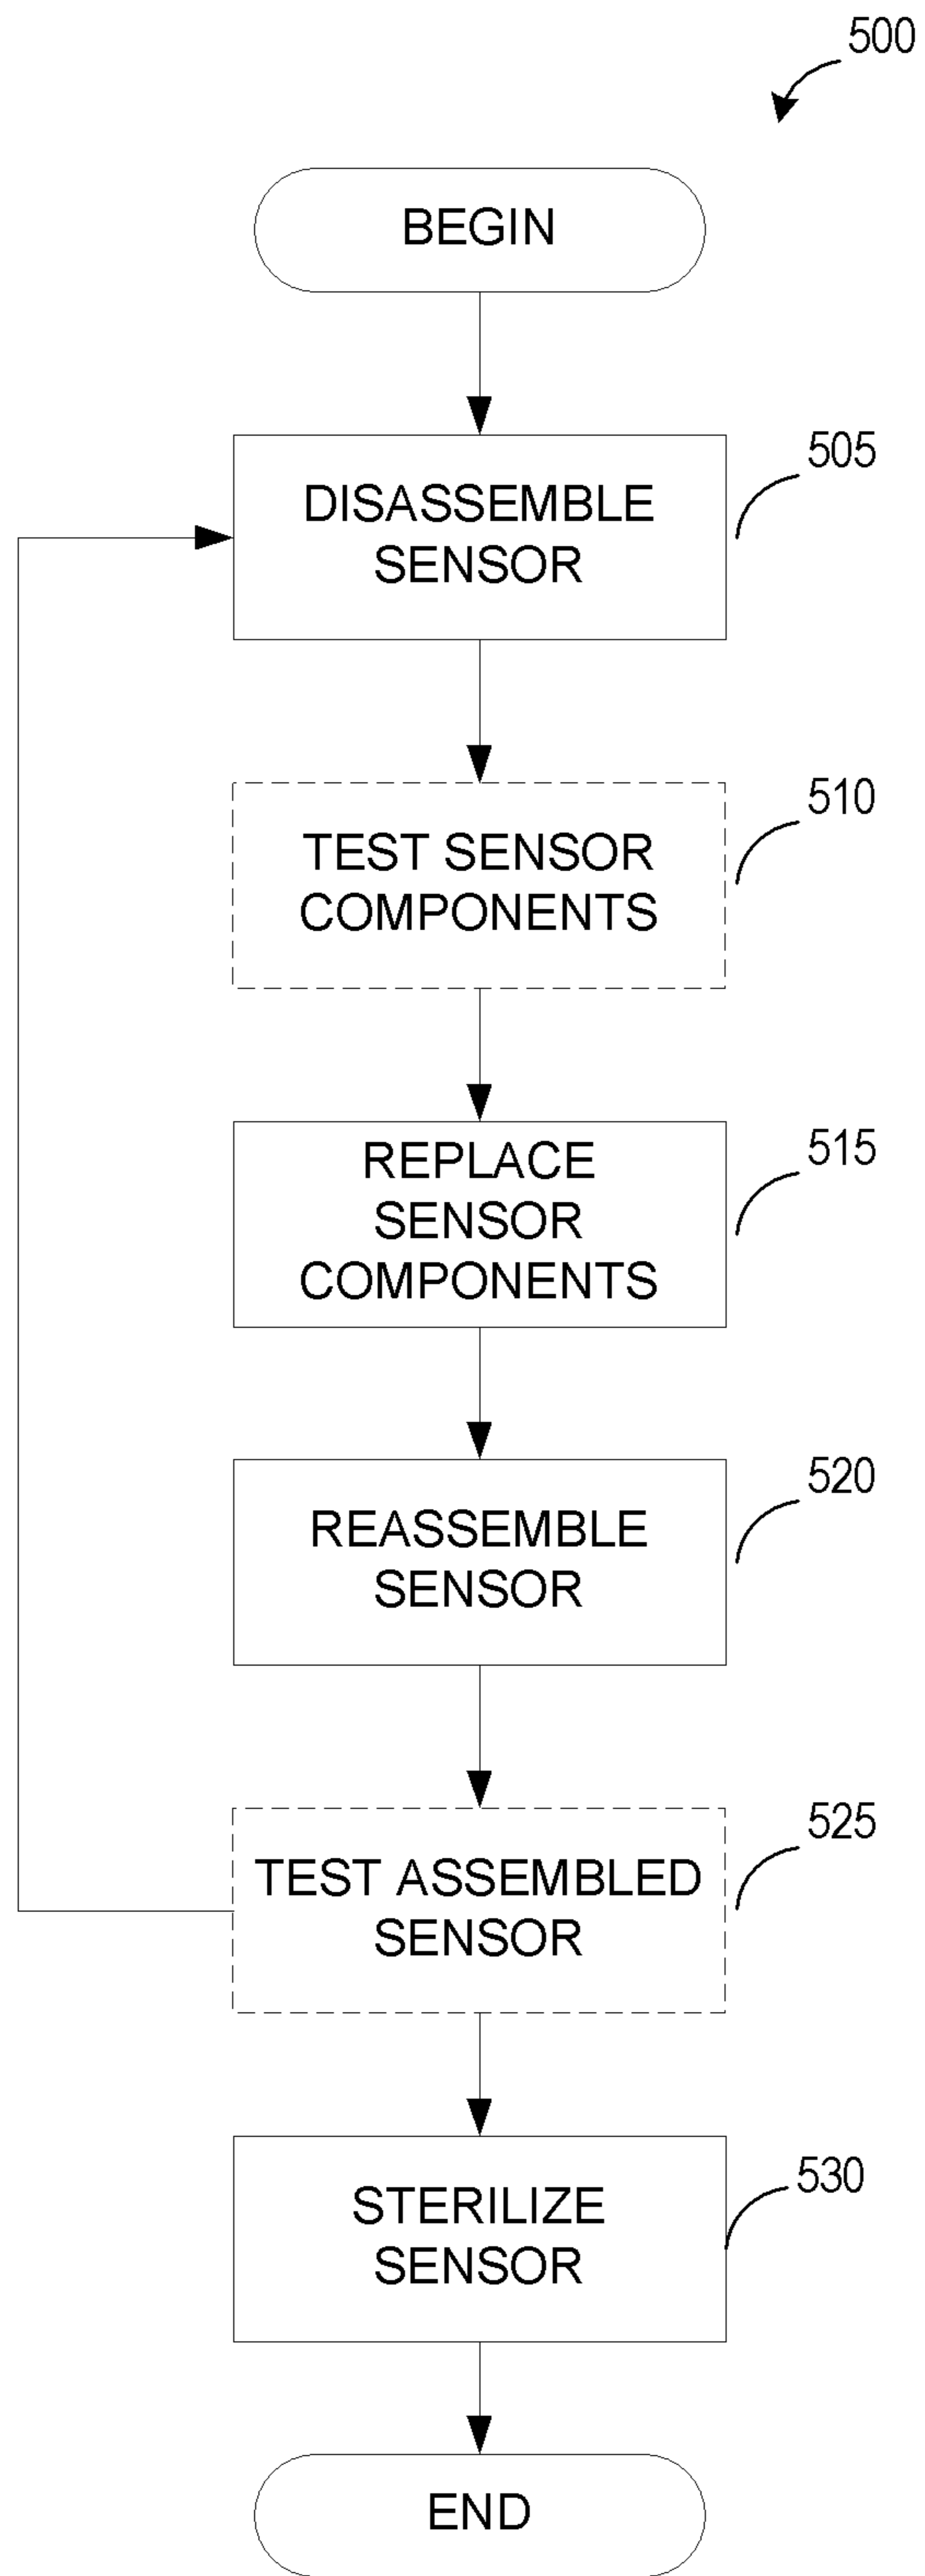 500
BEGIN
505
DISASSEMBLE
SENSOR
510
TEST SENSOR
COMPONENTS
515
REPLACE
SENSOR
COMPONENTS
520
REASSEMBLE
SENSOR
525
TEST ASSEMBLED
SENSOR
530
STERILIZE
SENSOR
END